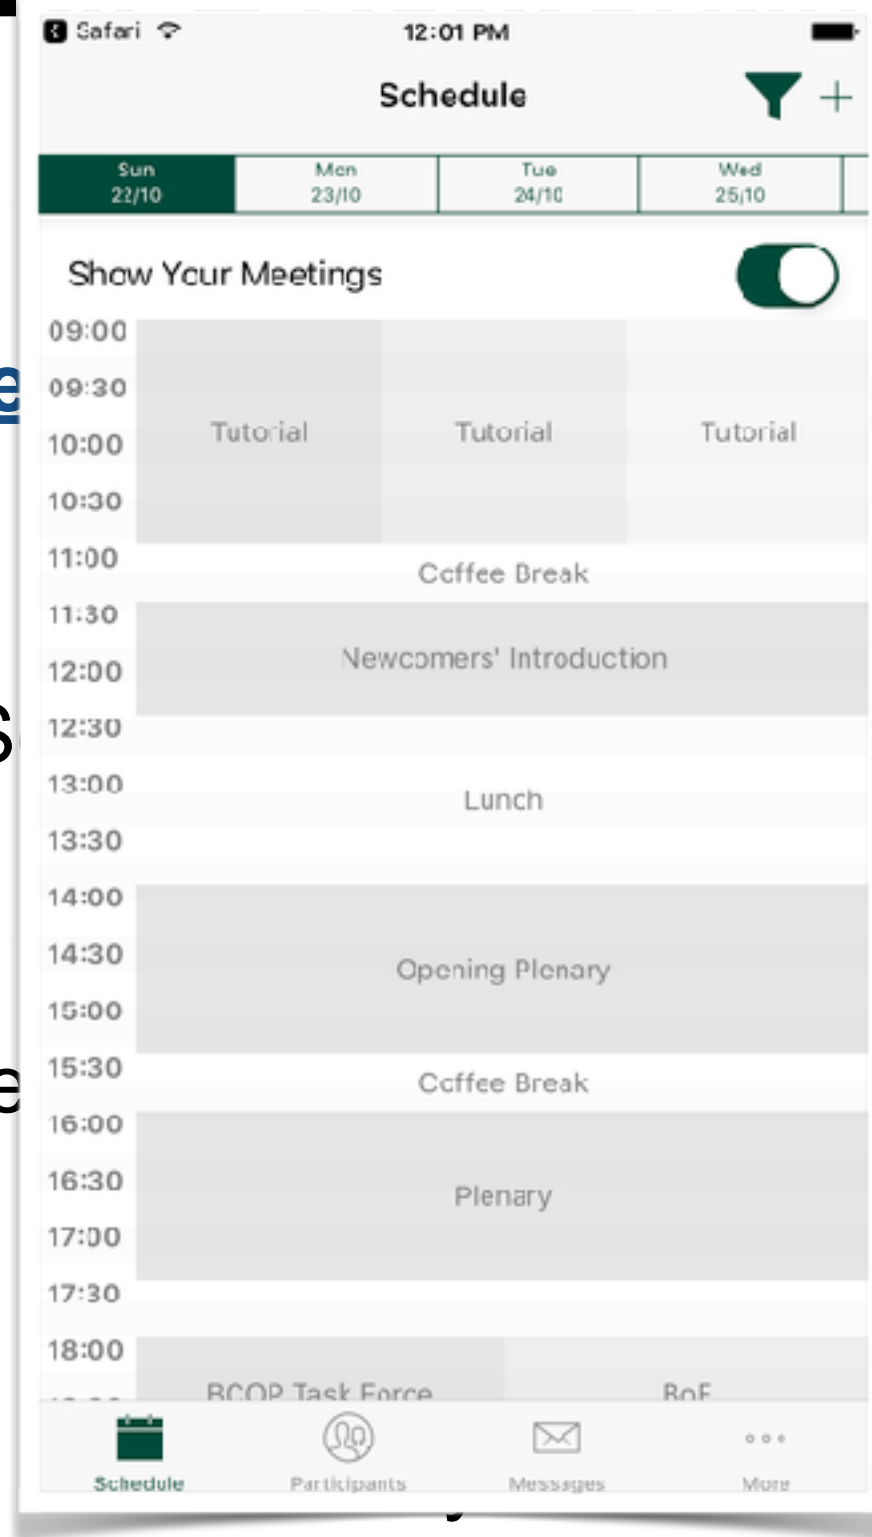 Safari 12:01 PM
Schedule
Sun Mon Tue Wed
22/10 23/10 24/10 25/10
Show Your Meetings
09:00
09:30
10:00 Tutorial Tutorial Tutorial
10:30
11:00
Coffee Break
11:30
Newcomers' Introduction
12:00
12:30
13:00
Lunch
13:30
14:00
14:30
Opening Plenary
15:00
15:30
Coffee Break
16:00
16:30
Plenary
17:00
17:30
18:00
BCOP Task Force BoF
Schedule Participants Messages More